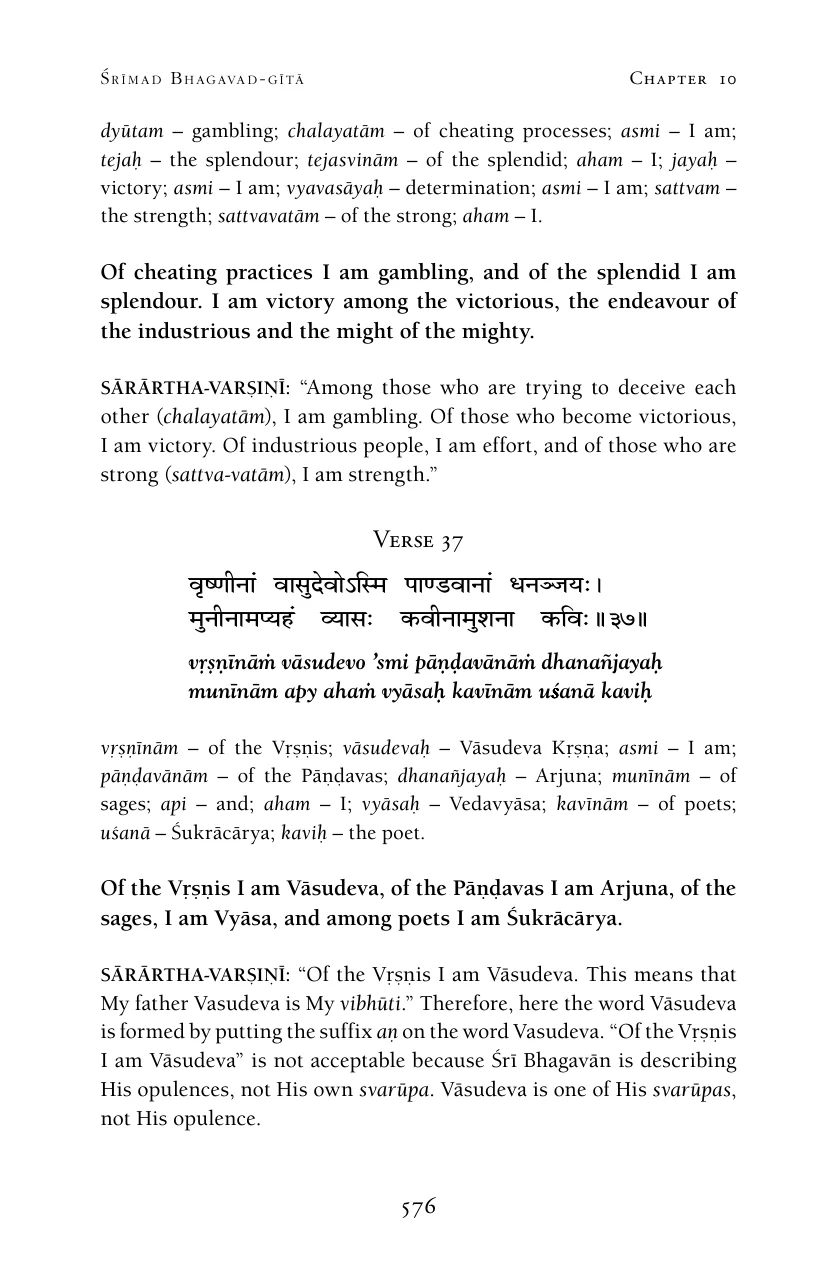 Śrīmad Bhagavad-gītā Chapter 10
dyūtam – gambling; chalayatām – of cheating processes; asmi – I am;
tejaḥ – the splendour; tejasvinām – of the splendid; aham – I; jayaḥ –
victory; asmi – I am; vyavasāyaḥ – determination; asmi – I am; sattvam –
the strength; sattvavatām – of the strong; aham – I.
Of cheating practices I am gambling, and of the splendid I am
splendour. I am victory among the victorious, the endeavour of
the industrious and the might of the mighty.
SĀRĀRTHA-VARṢIṆĪ: “Among those who are trying to deceive each
other (chalayatām), I am gambling. Of those who become victorious,
I am victory. Of industrious people, I am effort, and of those who are
strong (sattva-vatām), I am strength.”
Verse 37
वृष्णीनां वासुदेवोऽस्मि पाण्डवानां धनञ्जयः।
मुनीनामप्यहं व्यासः कवीनामुशना कविः॥३७॥
vṛṣṇīnāṁ vāsudevo ’smi pāṇḍavānāṁ dhanañjayaḥ
munīnām apy ahaṁ vyāsaḥ kavīnām uśanā kaviḥ
vṛṣṇīnām – of the Vṛṣṇis; vāsudevaḥ – Vāsudeva Kṛṣṇa; asmi – I am;
pāṇḍavānām – of the Pāṇḍavas; dhanañjayaḥ – Arjuna; munīnām – of
sages; api – and; aham – I; vyāsaḥ – Vedavyāsa; kavīnām – of poets;
uśanā – Śukrācārya; kaviḥ – the poet.
Of the Vṛṣṇis I am Vāsudeva, of the Pāṇḍavas I am Arjuna, of the
sages, I am Vyāsa, and among poets I am Śukrācārya.
SĀRĀRTHA-VARṢIṆĪ: “Of the Vṛṣṇis I am Vāsudeva. This means that
My father Vasudeva is My vibhūti.” Therefore, here the word Vāsudeva
is formed by putting the suffix aṇ on the word Vasudeva. “Of the Vṛṣṇis
I am Vāsudeva” is not acceptable because Śrī Bhagavān is describing
His opulences, not His own svarūpa. Vāsudeva is one of His svarūpas,
not His opulence.
576